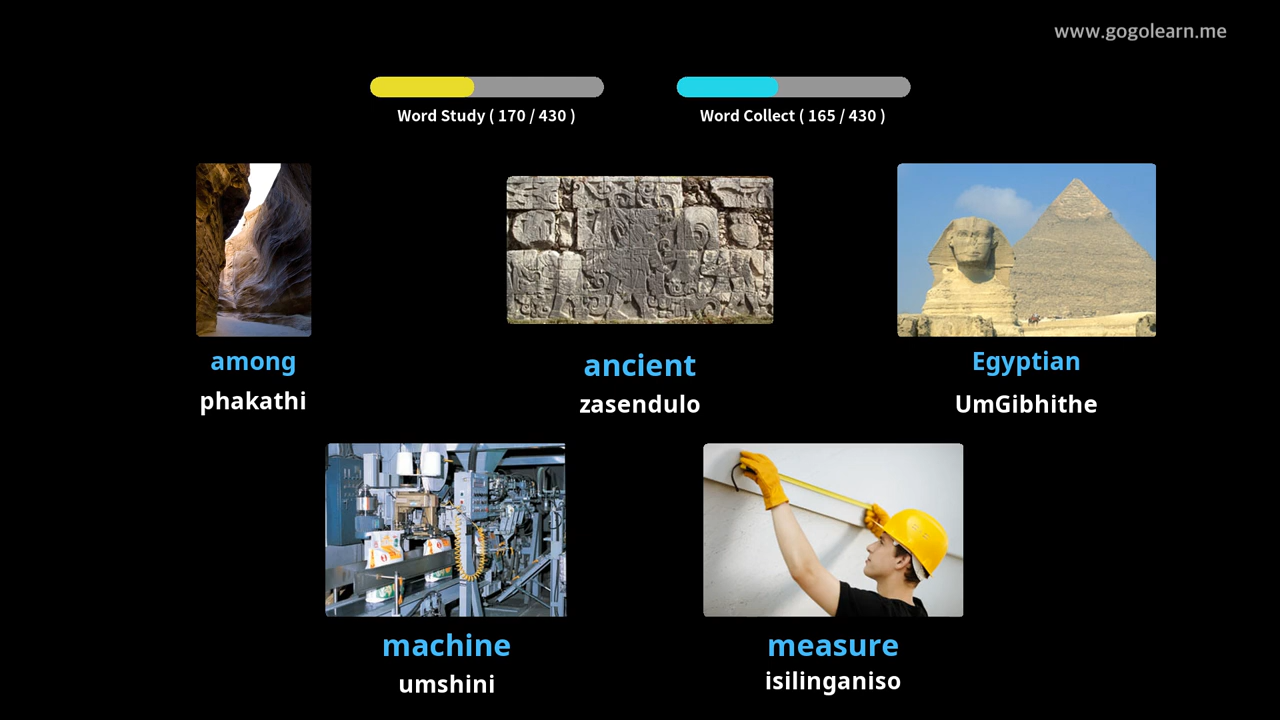 www.gogolearn.me
Word Study ( 170 / 430 )
Word Collect ( 165 / 430 )
among
phakathi
ancient
zasendulo
Egyptian
UmGibhithe
machine
umshini
measure
isilinganiso